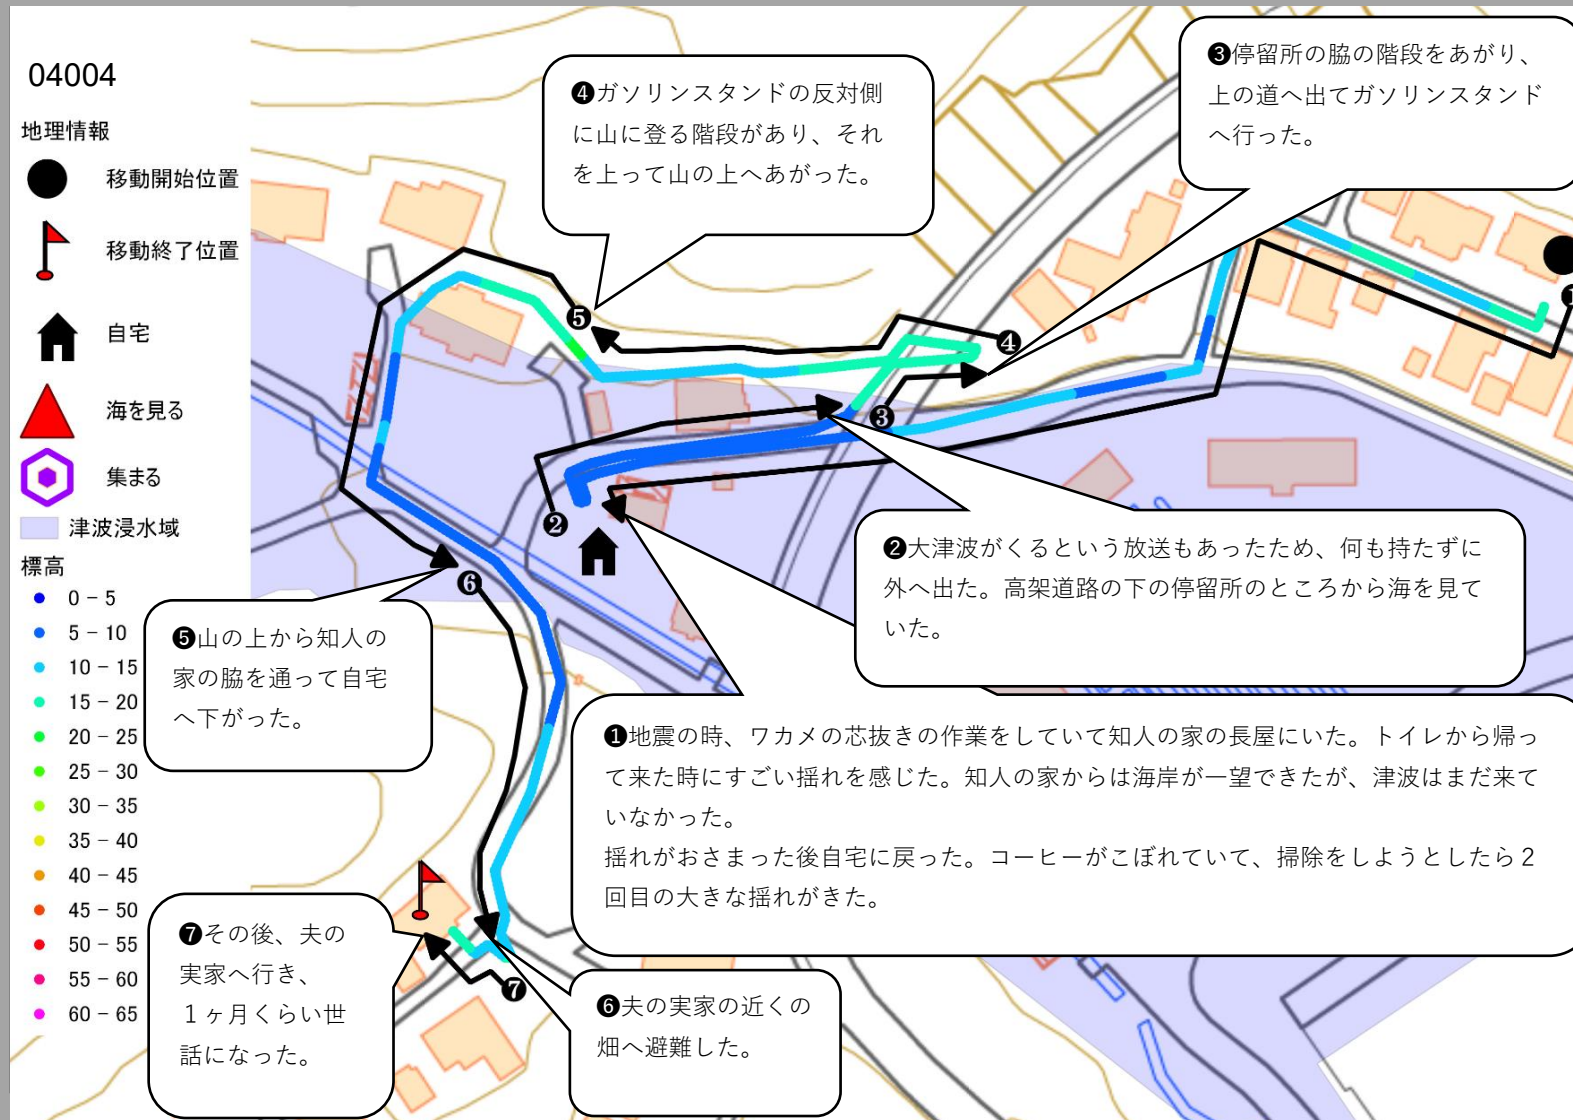 04004
地理情報
移動開始位置
移動終了位置
自宅
海を見る
集まる
津波浸水域
標高
0 - 5
5 - 10
10 - 15
15 - 20
20 - 25
25 - 30
30 - 35
35 - 40
40 - 45
45 - 50
50 - 55
55 - 60
60 - 65
❹ガソリンスタンドの反対側
に山に登る階段があり、それ
を上って山の上へあがった。
❸停留所の脇の階段をあがり、
上の道へ出てガソリンスタンド
へ行った。
❶
❺
❹
❸
❷
❻
❼
❷大津波がくるという放送もあったため、何も持たずに
外へ出た。高架道路の下の停留所のところから海を見て
いた。
❺山の上から知人の
家の脇を通って自宅
へ下がった。
❶地震の時、ワカメの芯抜きの作業をしていて知人の家の長屋にいた。トイレから帰っ
て来た時にすごい揺れを感じた。知人の家からは海岸が一望できたが、津波はまだ来て
いなかった。
揺れがおさまった後自宅に戻った。コーヒーがこぼれていて、掃除をしようとしたら２
回目の大きな揺れがきた。
❼その後、夫の
実家へ行き、
１ヶ月くらい世
話になった。
❻夫の実家の近くの
畑へ避難した。